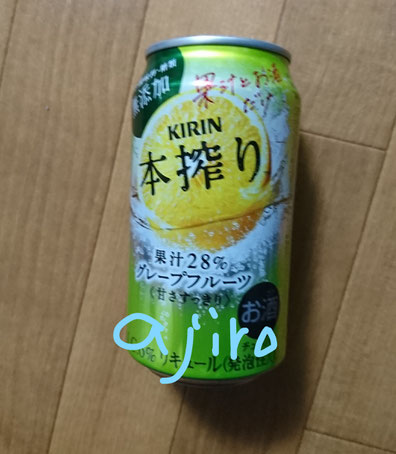 無添加
果汁とお酒
だけ
KIRIN
本搾り
果汁28%
グレープフルーツ
〈甘さすっきり〉
お酒
ajiro
リキュール(発泡性)